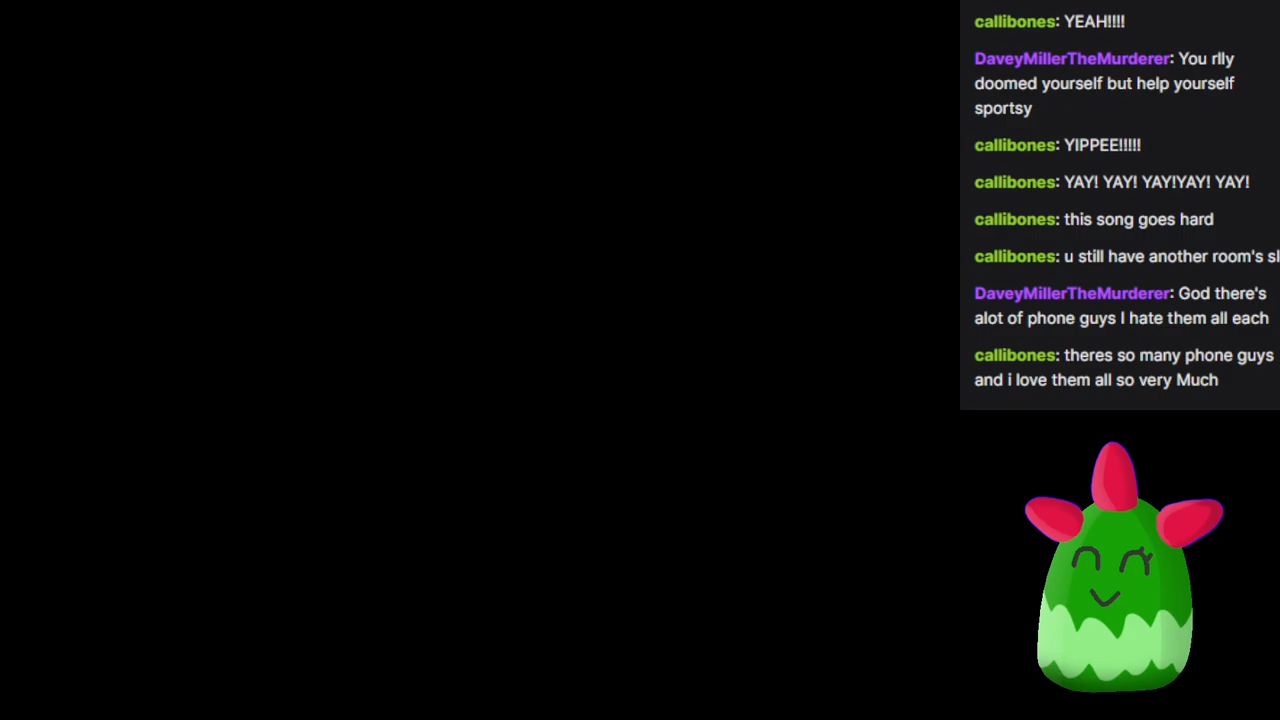 callibones: YEAH!!!!
DaveyMillerTheMurderer: You rlly
doomed yourself but help yourself
sportsy
callibones: YIPPEE!!!!!
callibones: YAY! YAY! YAY!YAY! YAY!
callibones: this song goes hard
callibones: u still have another room's
DaveyMillerTheMurderer: God there's
alot of phone guys I hate them all each
callibones: theres so many phone guys
and i love them all so very Much